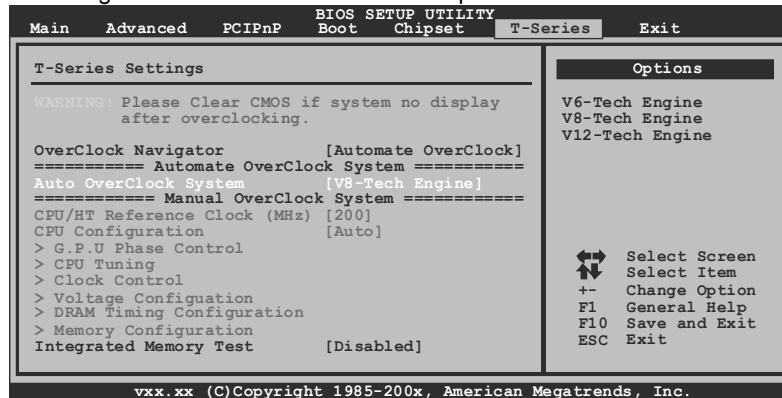 BIOS SETUP UTILITY
Main Advanced PCIPnP Boot Chipset T-Series Exit
T-Series Settings
WARNING: Please Clear CMOS if system no display
after overclocking.
OverClock Navigator [Automate OverClock]
=========== Automate OverClock System ===========
Auto OverClock System [V8-Tech Engine]
============ Manual OverClock System ============
CPU/HT Reference Clock (MHz) [200]
CPU Configuration [Auto]
> G.P.U Phase Control
> CPU Tuning
> Clock Control
> Voltage Configuation
> DRAM Timing Configuration
> Memory Configuration
Integrated Memory Test [Disabled]
Options
V6-Tech Engine
V8-Tech Engine
V12-Tech Engine
Select Screen
Select Item
+- Change Option
F1 General Help
F10 Save and Exit
ESC Exit
vxx.xx (C)Copyright 1985-200x, American Megatrends, Inc.